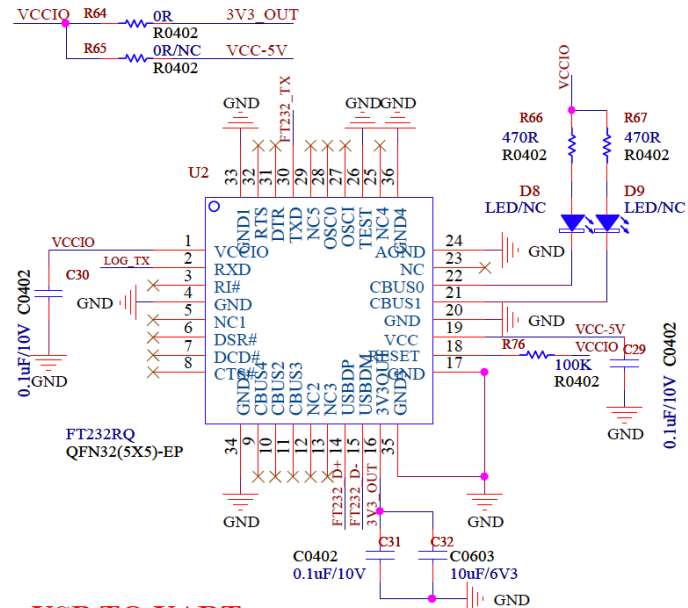 VCCIO R64 0R 3V3_OUT
R0402
R65 0R/NC VCC-5V
R0402
VCCIO
GND FT232_TX GND GND
R66 R67
470R 470R
R0402 R0402
D8 D9
LED/NC LED/NC
U2
33 32 31 30 29 28 27 26 25 36
GND1 RTS DTR TXD NC5 OSC0 OSCI TEST NC4 GND4
VCCIO 1 VCCIO
LOG_TX 2 RXD
3 RI#
4 GND
5 NC1
6 DSR#
7 DCD#
8 CTS#
C30
C0402
0.1uF/10V
GND
GND
AGND 24 GND
NC 23
CBUS0 22
CBUS1 21
GND 20 GND
VCC 19 VCC-5V
RESET 18 R76 VCCIO
GND 17 100K
R0402
C29
C0402
0.1uF/10V
GND
GND2 CBUS4 CBUS2 CBUS3 NC2 NC3 USBDP USBDM 3V3OUT GND3
34 9 10 11 12 13 14 15 16 35
FT232RQ
QFN32(5X5)-EP
FT232_D+
FT232_D-
3V3_OUT
GND
GND
C31 C32
C0402 C0603
0.1uF/10V 10uF/6V3
GND
USB TO UART